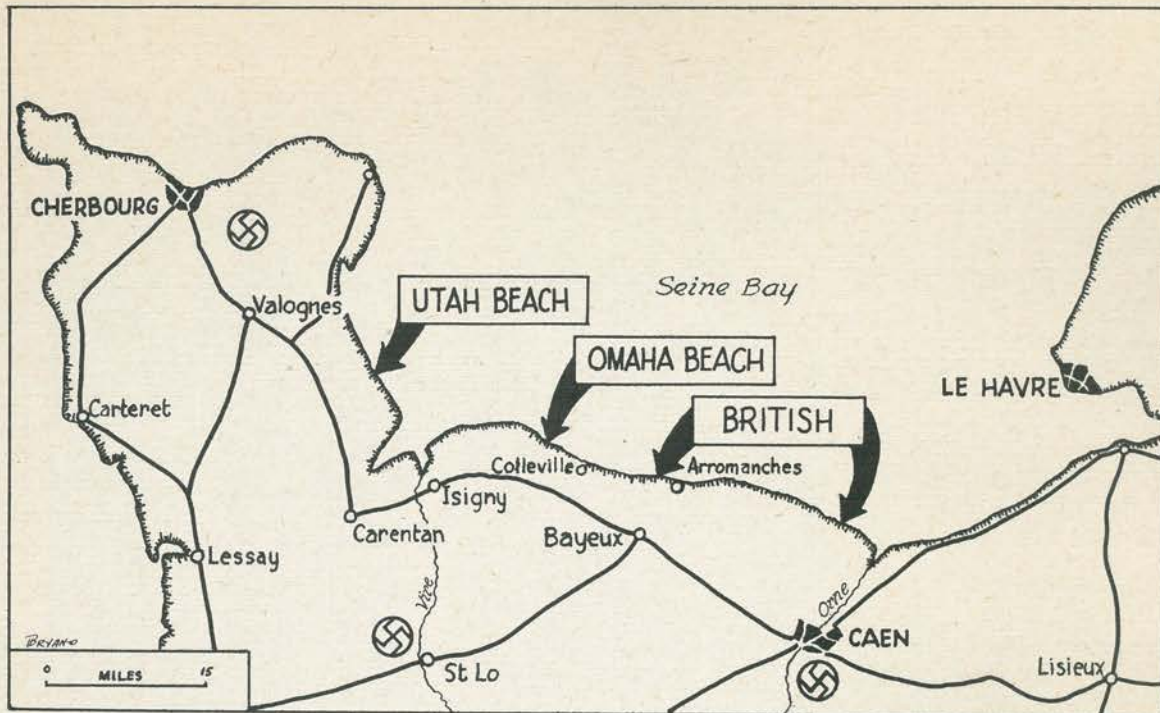 CHERBOURG
Valognes
UTAH BEACH
Seine Bay
OMAHA BEACH
LE HAVRE
Carteret
BRITISH
Colleville
Arromanches
Isigny
Carentan
Bayeux
Lessay
Vire
Orne
CAEN
St Lo
Lisieux
BRYAN
0 MILES 15